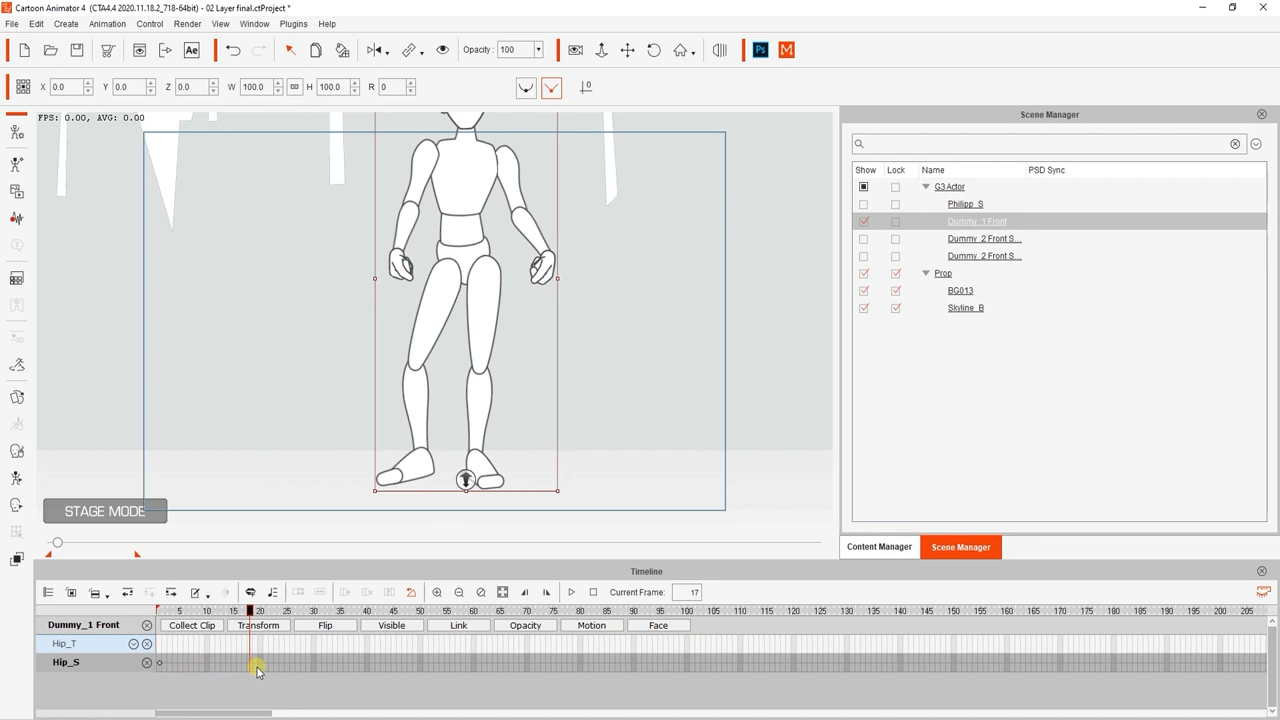 Cartoon Animator 4 (CTA4.4 2020.11.18.2_718-64bit) - 02 Layer final.ctProject *
File Edit Create Animation Control Render View Window Plugins Help
Ae Opacity : 100 Ps M
X 0.0 Y 0.0 Z 0.0 W 100.0 H 100.0 R 0
FPS: 0.00, AVG: 0.00
STAGE MODE
Scene Manager
Show Lock Name PSD Sync
G3 Actor
Philipp_S
Dummy_1 Front
Dummy_2 Front S...
Dummy_2 Front S...
Prop
BG013
Skyline_B
Content Manager Scene Manager
Timeline
Current Frame: 17
5 10 15 20 25 30 35 40 45 50 55 60 65 70 75 80 85 90 95 100 105 110 115 120 125 130 135 140 145 150 155 160 165 170 175 180 185 190 195 200 205
Dummy_1 Front Collect Clip Transform Flip Visible Link Opacity Motion Face
Hip_T
Hip_S